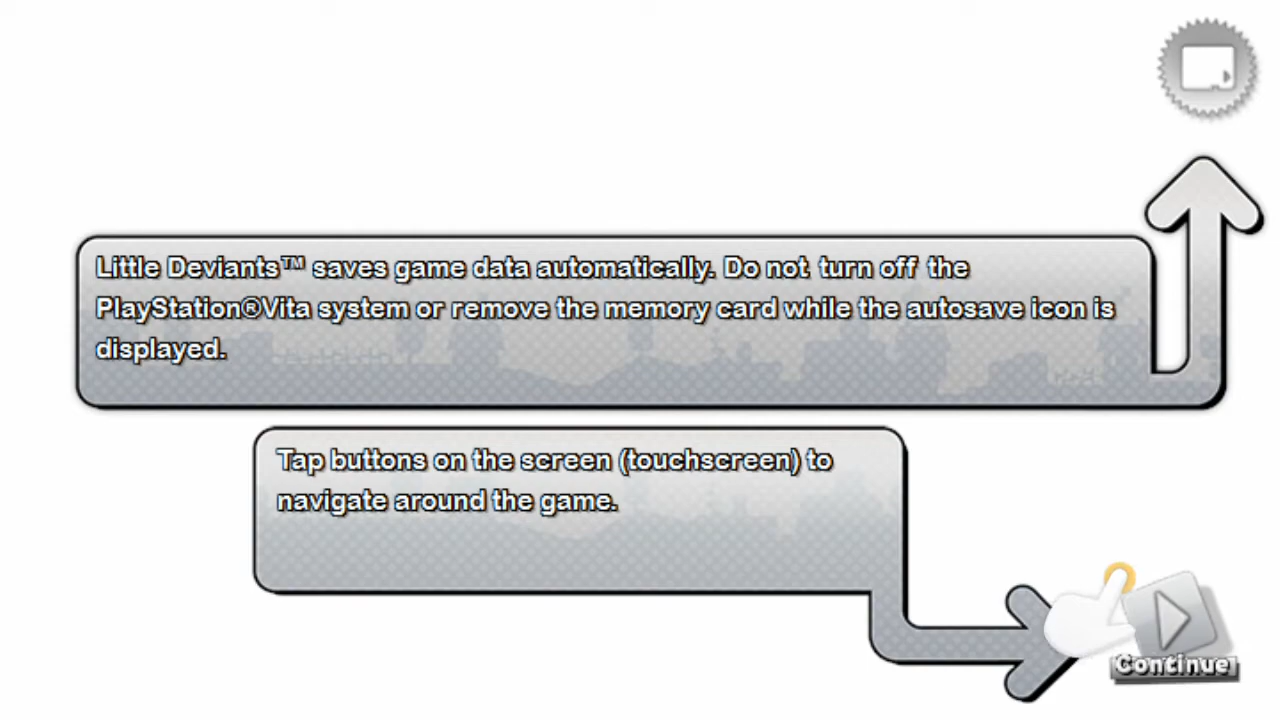 Little Deviants™ saves game data automatically. Do not turn off the
PlayStation®Vita system or remove the memory card while the autosave icon is
displayed.
Tap buttons on the screen (touchscreen) to
navigate around the game.
Continue